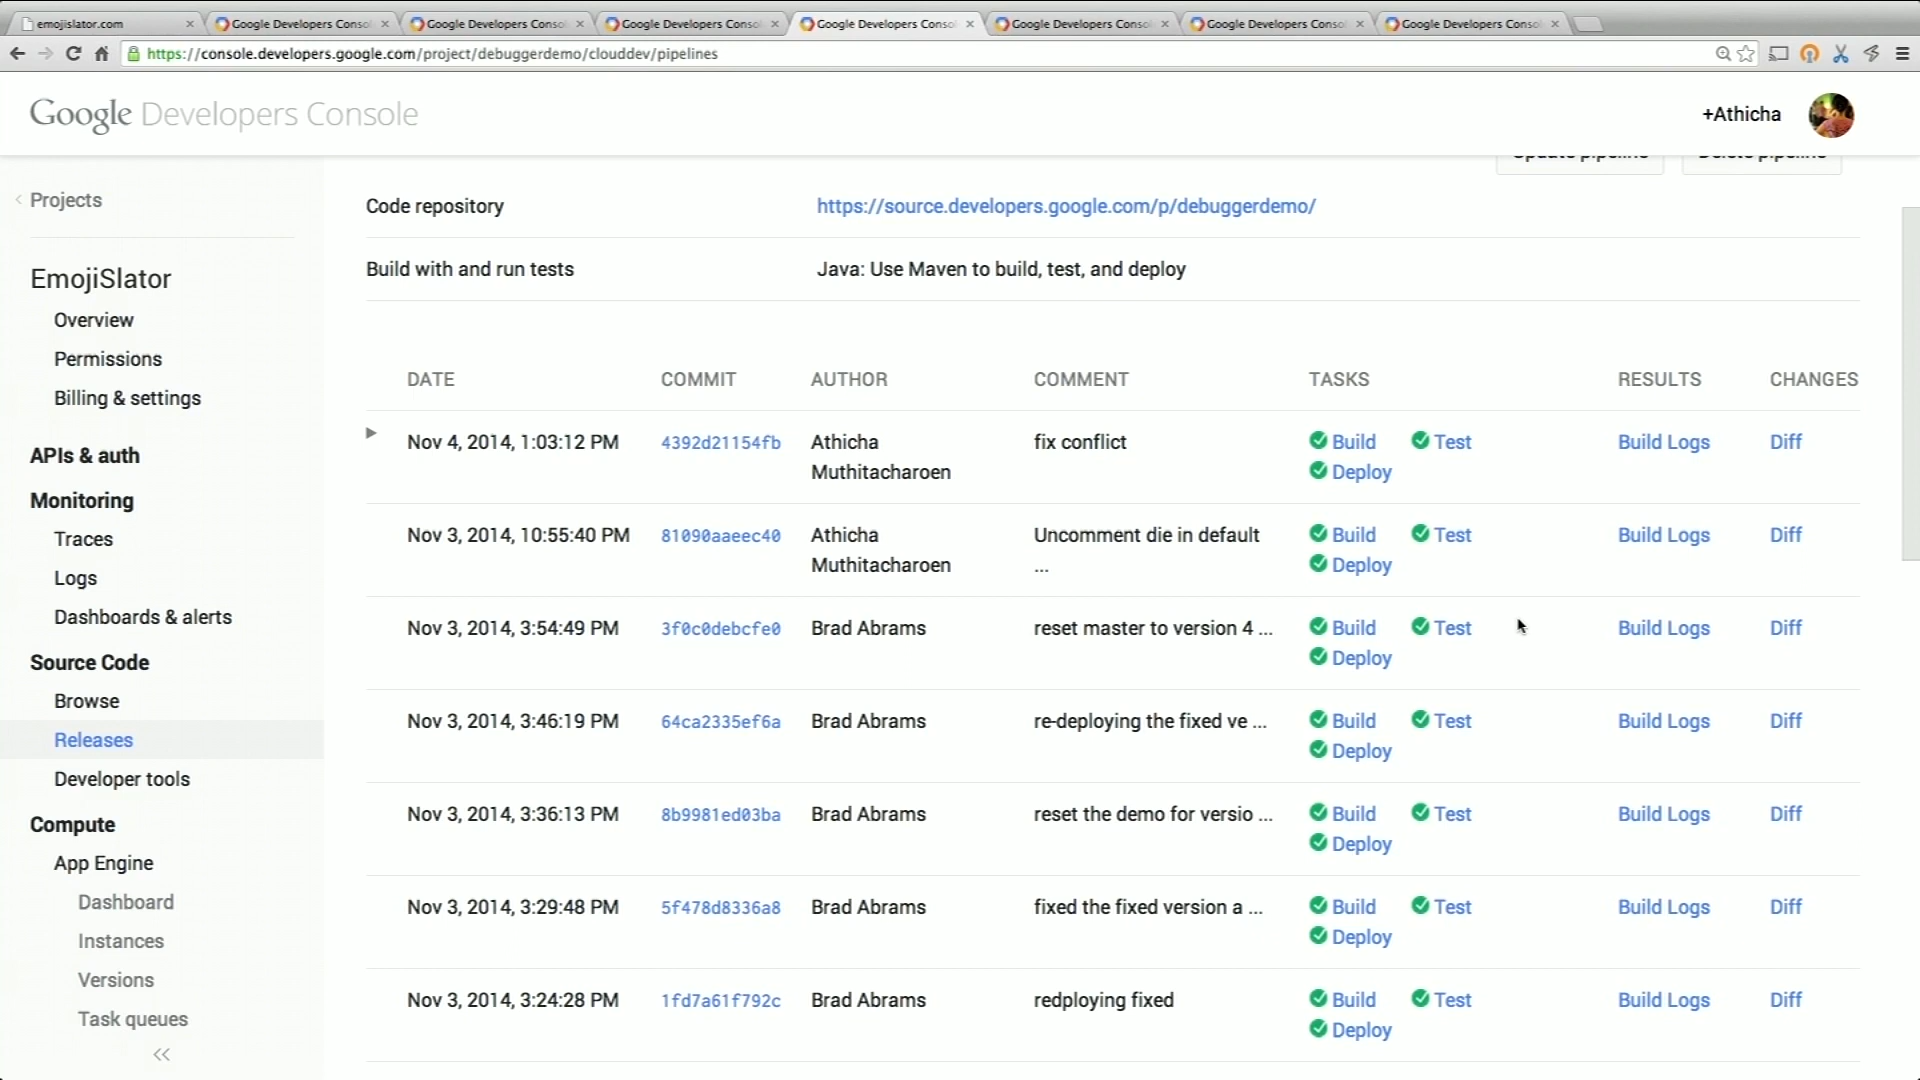 emojislator.com
Google Developers Conso
Google Developers Conso
Google Developers Conso
Google Developers Conso
Google Developers Conso
Google Developers Conso
Google Developers Conso
https://console.developers.google.com/project/debuggerdemo/clouddev/pipelines
Google Developers Console
+Athicha
Update pipeline Delete pipeline
Projects
EmojiSlator
Overview
Permissions
Billing & settings
APIs & auth
Monitoring
Traces
Logs
Dashboards & alerts
Source Code
Browse
Releases
Developer tools
Compute
App Engine
Dashboard
Instances
Versions
Task queues
Code repository https://source.developers.google.com/p/debuggerdemo/
Build with and run tests Java: Use Maven to build, test, and deploy
DATE COMMIT AUTHOR COMMENT TASKS RESULTS CHANGES
Nov 4, 2014, 1:03:12 PM 4392d21154fb Athicha fix conflict Build Test Build Logs Diff
Muthitacharoen Deploy
Nov 3, 2014, 10:55:40 PM 81090aaeec40 Athicha Uncomment die in default Build Test Build Logs Diff
Muthitacharoen ... Deploy
Nov 3, 2014, 3:54:49 PM 3f0c0debcfe0 Brad Abrams reset master to version 4 ... Build Test Build Logs Diff
Deploy
Nov 3, 2014, 3:46:19 PM 64ca2335ef6a Brad Abrams re-deploying the fixed ve ... Build Test Build Logs Diff
Deploy
Nov 3, 2014, 3:36:13 PM 8b9981ed03ba Brad Abrams reset the demo for versio ... Build Test Build Logs Diff
Deploy
Nov 3, 2014, 3:29:48 PM 5f478d8336a8 Brad Abrams fixed the fixed version a ... Build Test Build Logs Diff
Deploy
Nov 3, 2014, 3:24:28 PM 1fd7a61f792c Brad Abrams redploying fixed Build Test Build Logs Diff
Deploy